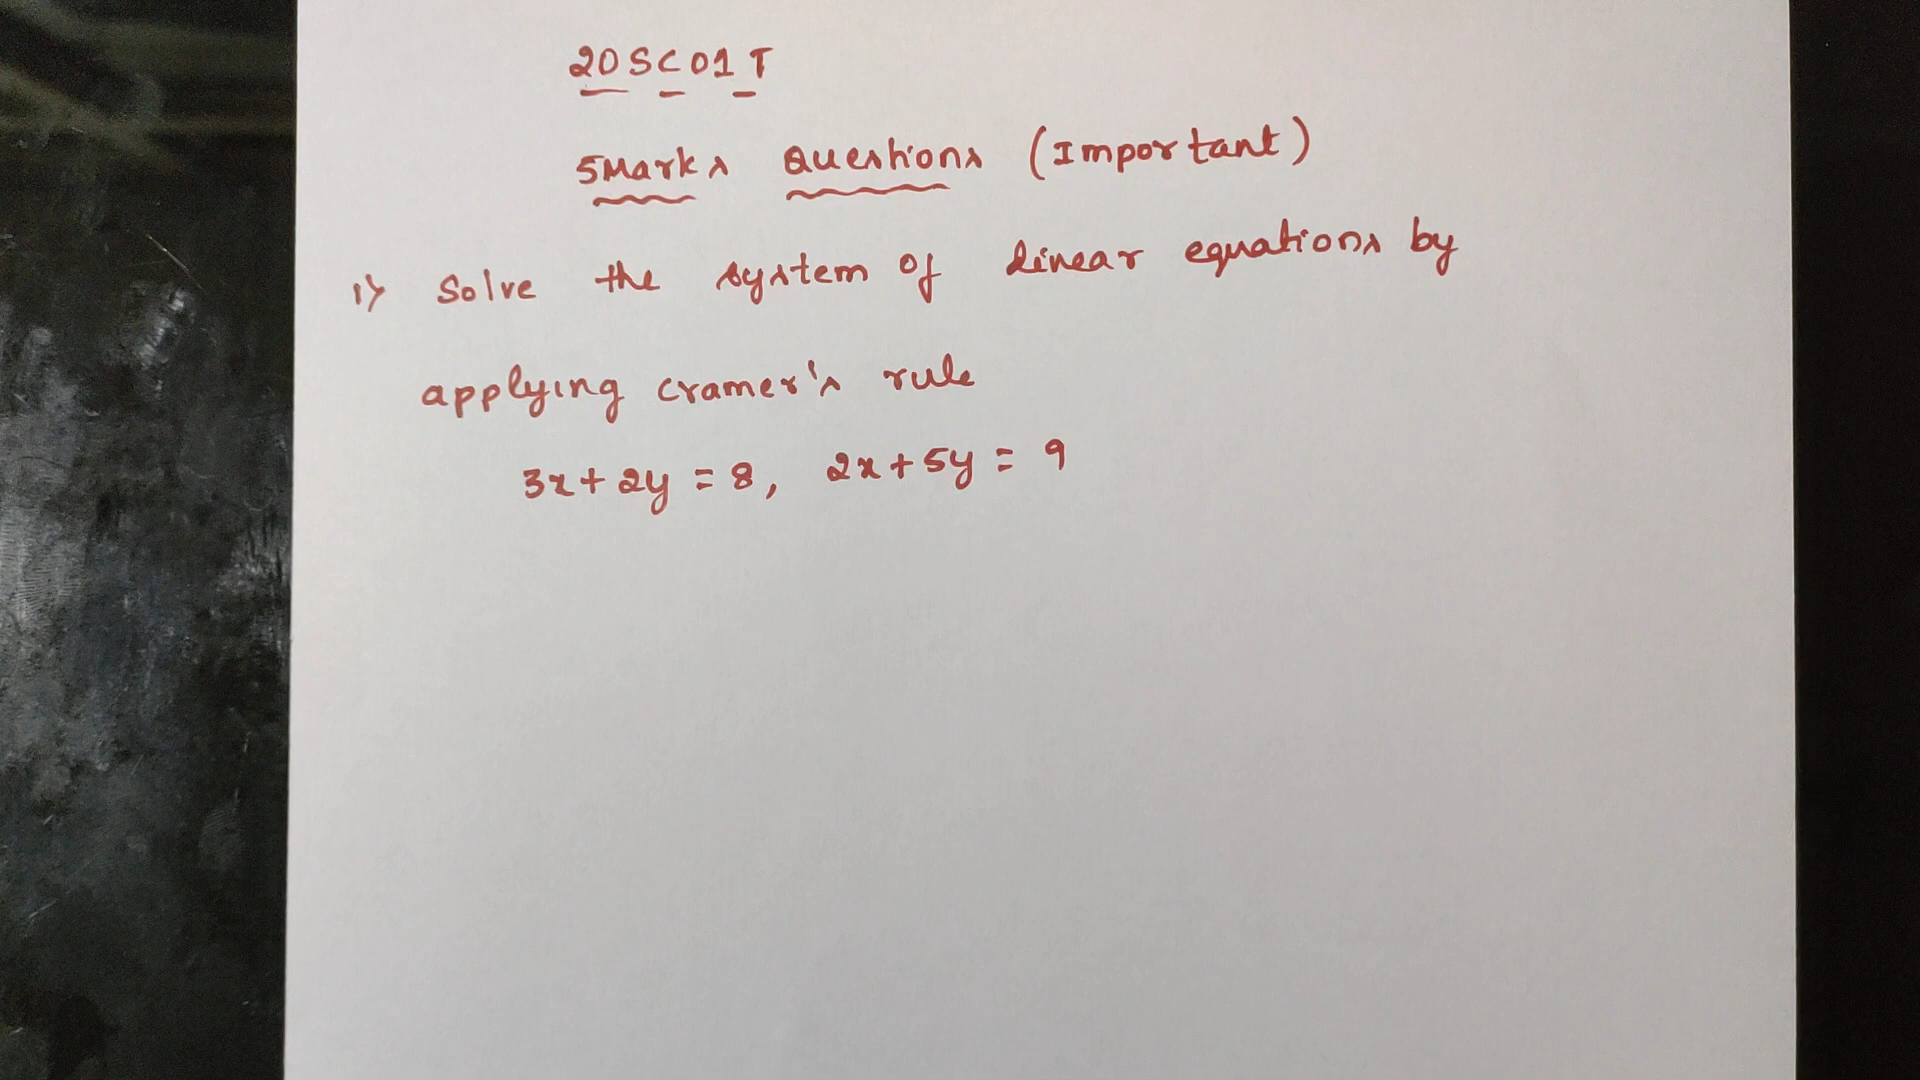 20SC01T
5Marks Questions (Important)
1) Solve the system of linear equations by
applying cramer's rule
3x+2y=8, 2x+5y=9